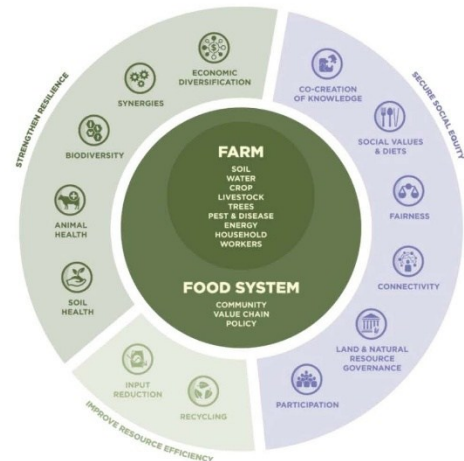 STRENGTHEN RESILIENCE
ECONOMIC
DIVERSIFICATION
SYNERGIES
BIODIVERSITY
ANIMAL
HEALTH
SOIL
HEALTH
SECURE SOCIAL EQUITY
CO-CREATION
OF KNOWLEDGE
SOCIAL VALUES
& DIETS
FAIRNESS
CONNECTIVITY
LAND & NATURAL
RESOURCE
GOVERNANCE
PARTICIPATION
FARM
SOIL
WATER
CROP
LIVESTOCK
TREES
PEST & DISEASE
ENERGY
HOUSEHOLD
WORKERS
FOOD SYSTEM
COMMUNITY
VALUE CHAIN
POLICY
INPUT
REDUCTION
RECYCLING
IMPROVE RESOURCE EFFICIENCY